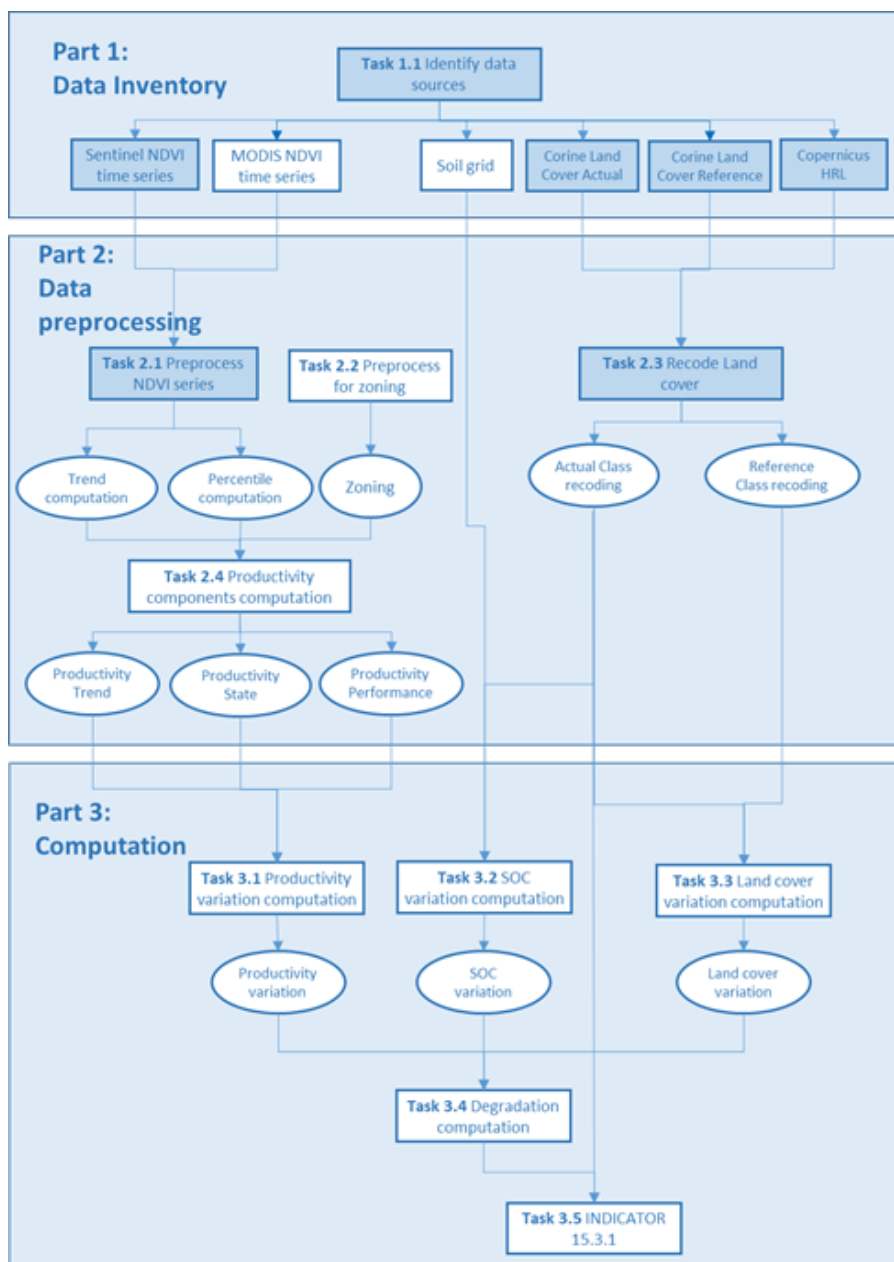 Part 1:
Data Inventory
Task 1.1 Identify data
sources
Sentinel NDVI
time series
MODIS NDVI
time series
Soil grid
Corine Land
Cover Actual
Corine Land
Cover Reference
Copernicus
HRL
Part 2:
Data
preprocessing
Task 2.1 Preprocess
NDVI series
Task 2.2 Preprocess
for zoning
Task 2.3 Recode Land
cover
Trend
computation
Percentile
computation
Zoning
Actual Class
recoding
Reference
Class recoding
Task 2.4 Productivity
components computation
Productivity
Trend
Productivity
State
Productivity
Performance
Part 3:
Computation
Task 3.1 Productivity
variation computation
Task 3.2 SOC
variation computation
Task 3.3 Land cover
variation computation
Productivity
variation
SOC
variation
Land cover
variation
Task 3.4 Degradation
computation
Task 3.5 INDICATOR
15.3.1